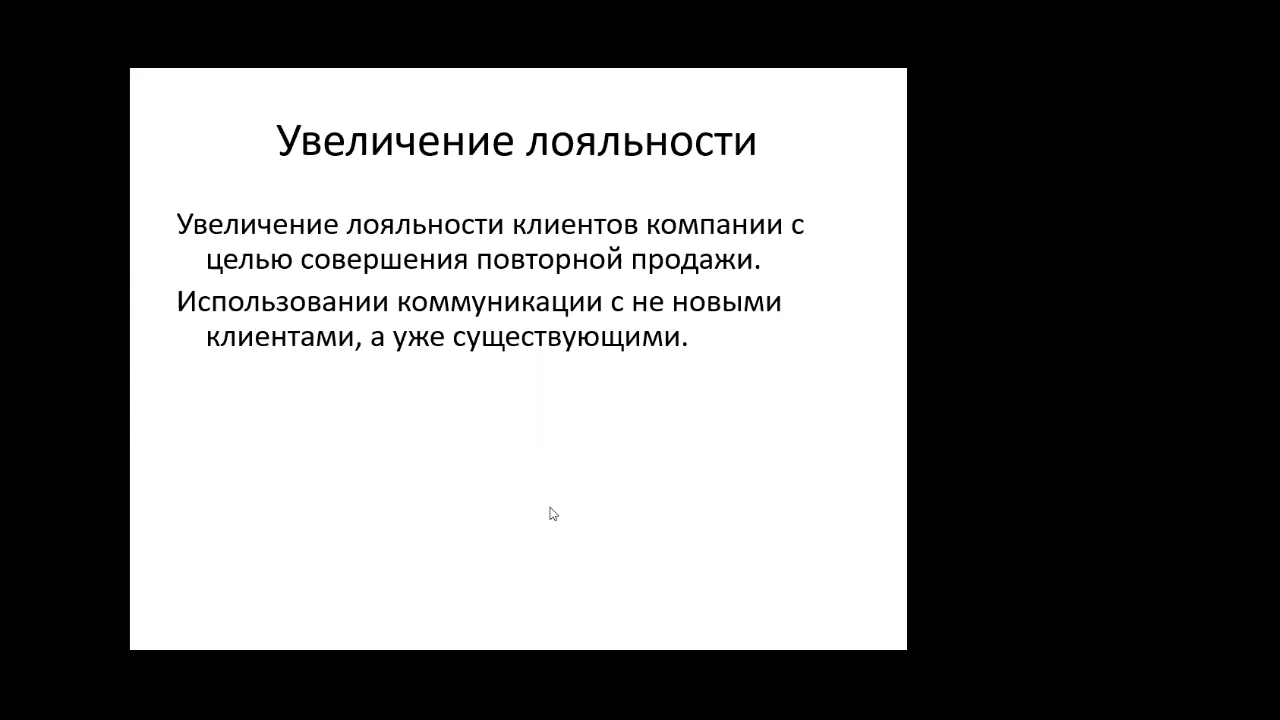 Увеличение лояльности
Увеличение лояльности клиентов компании с
целью совершения повторной продажи.
Использовании коммуникации с не новыми
клиентами, а уже существующими.